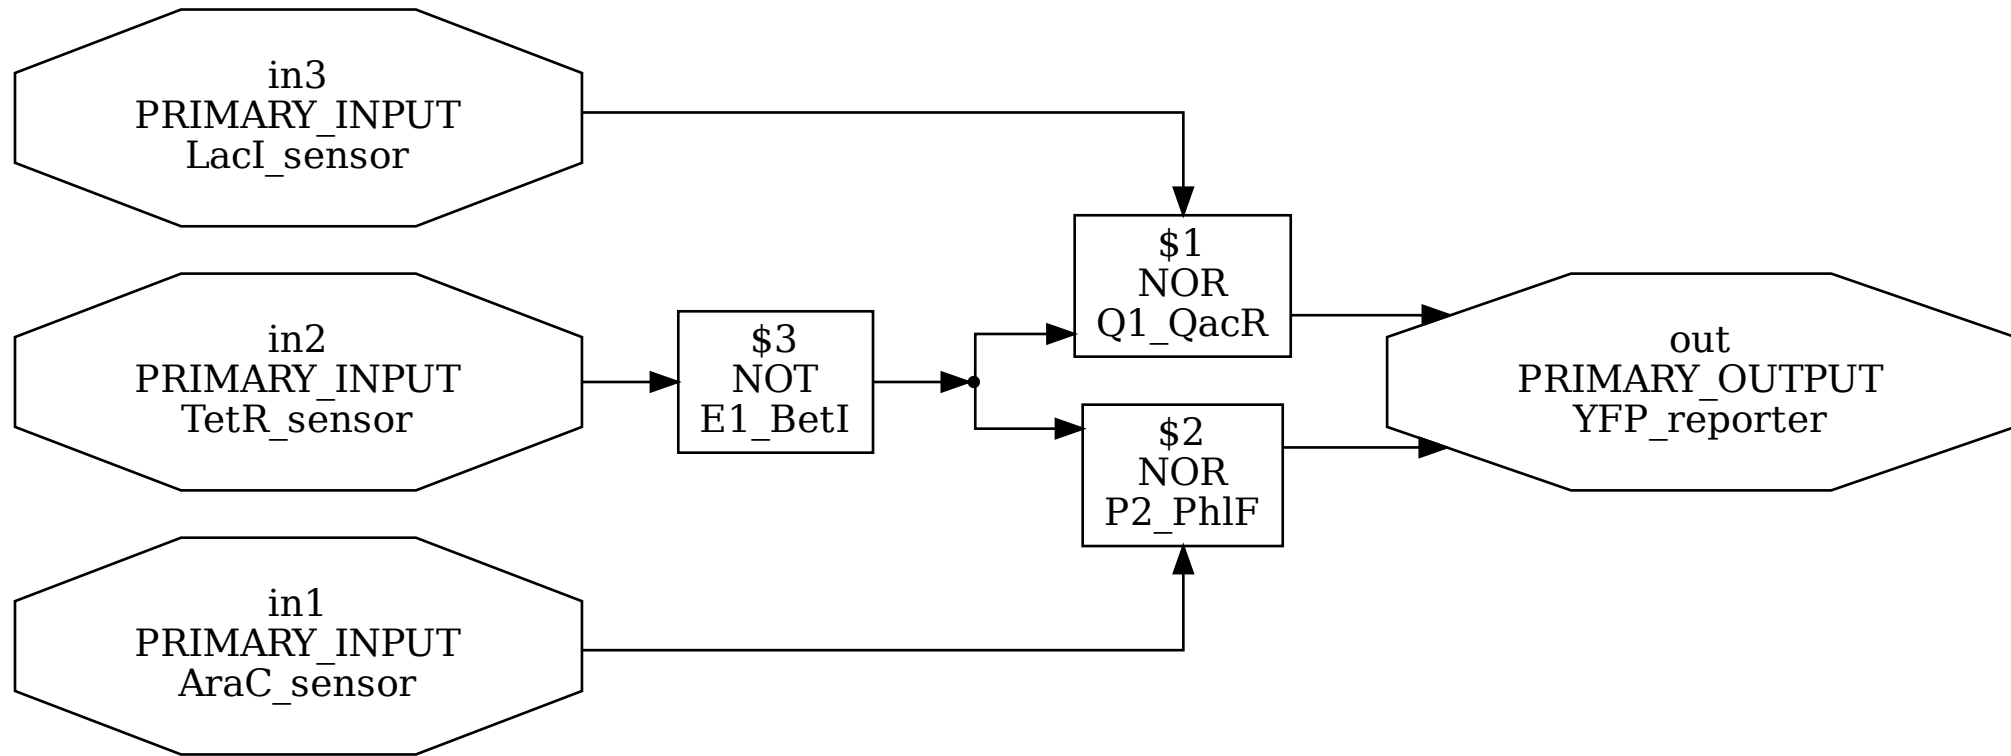 in3
PRIMARY_INPUT
LacI_sensor
in2
PRIMARY_INPUT
TetR_sensor
in1
PRIMARY_INPUT
AraC_sensor
$3
NOT
E1_BetI
$1
NOR
Q1_QacR
$2
NOR
P2_PhlF
out
PRIMARY_OUTPUT
YFP_reporter